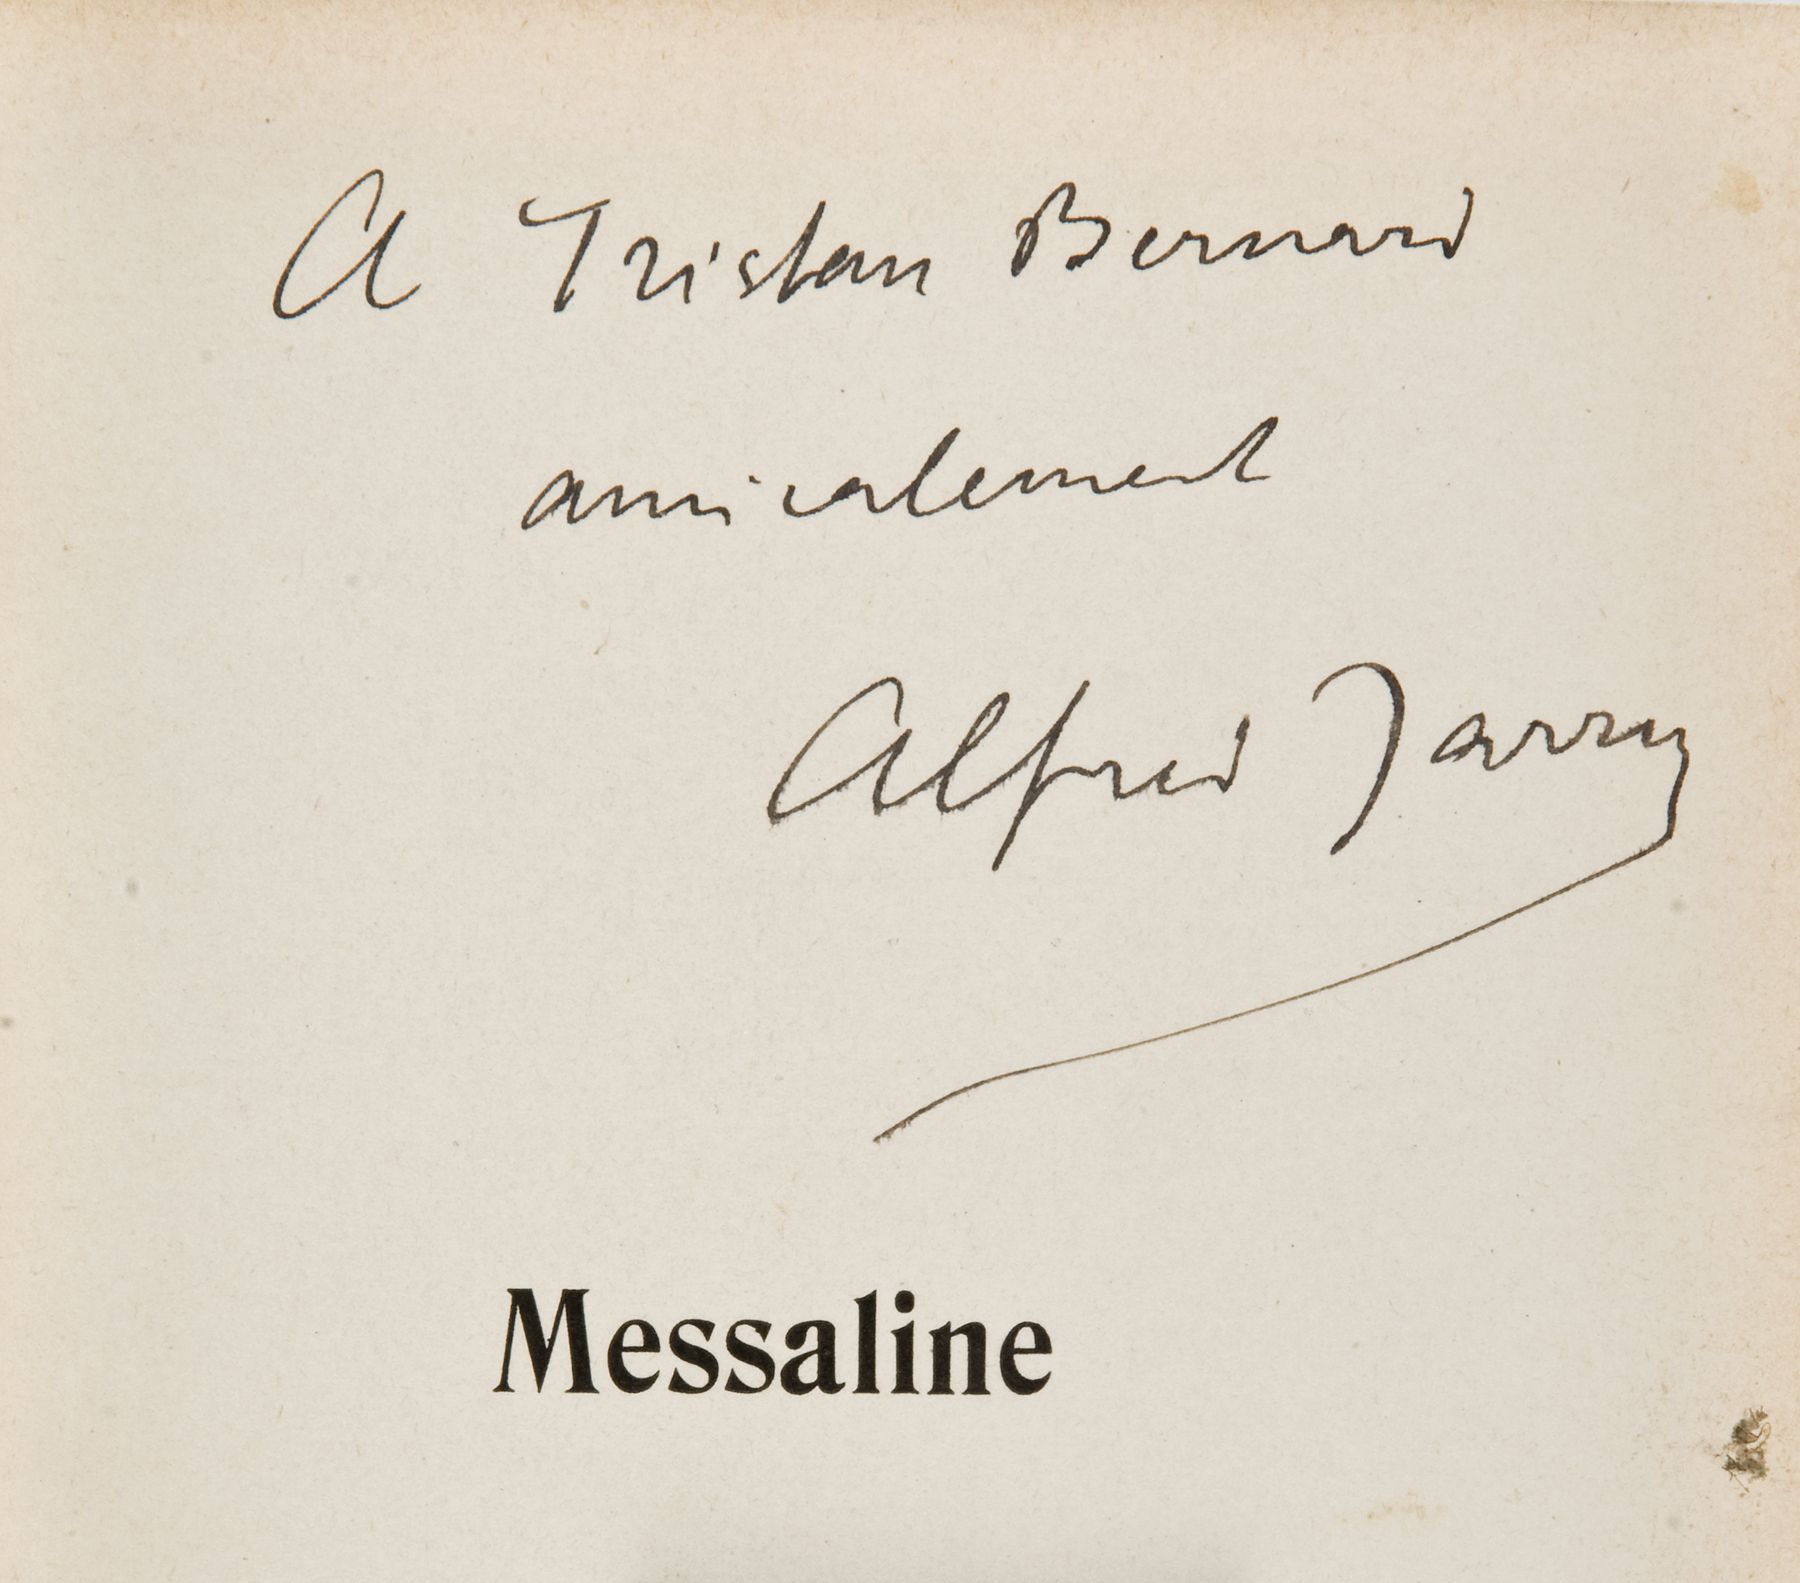 A Tristan Bernard
amicalement
Alfred Jarry
Messaline